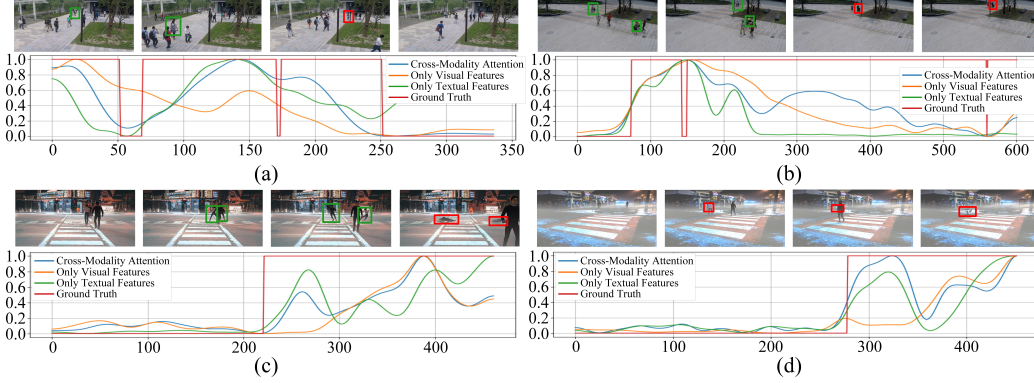 1.0
0.8
0.6
0.4
0.2
0.0
Cross-Modality Attention
Only Visual Features
Only Textual Features
Ground Truth
0 50 100 150 200 250 300 350
(a)
1.0
0.8
0.6
0.4
0.2
0.0
Cross-Modality Attention
Only Visual Features
Only Textual Features
Ground Truth
0 100 200 300 400 500 600
(b)
1.0
0.8
0.6
0.4
0.2
0.0
Cross-Modality Attention
Only Visual Features
Only Textual Features
Ground Truth
0 100 200 300 400
(c)
1.0
0.8
0.6
0.4
0.2
0.0
Cross-Modality Attention
Only Visual Features
Only Textual Features
Ground Truth
0 100 200 300 400
(d)